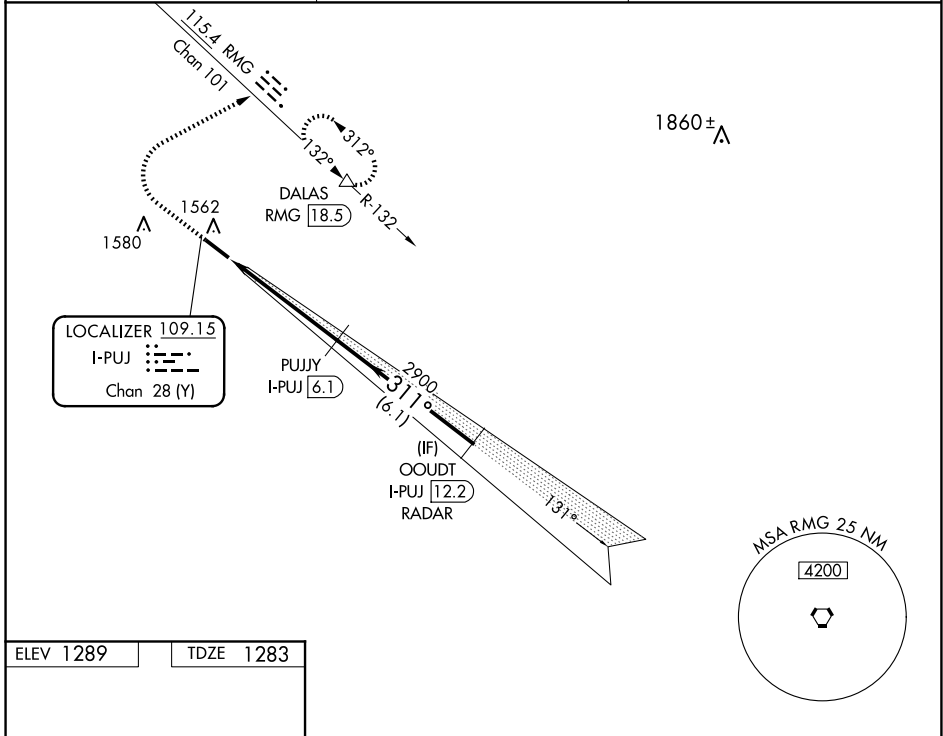 115.4 RMG
Chan 101
1860±
312°
132°
DALAS
RMG 18.5
R-132
1562
1580
LOCALIZER 109.15
I-PUJ
Chan 28 (Y)
PUJJY
I-PUJ 6.1
2900
311°
(6.1)
(IF)
OOUDT
I-PUJ 12.2
RADAR
131°
MSA RMG 25 NM
4200
ELEV 1289
TDZE 1283